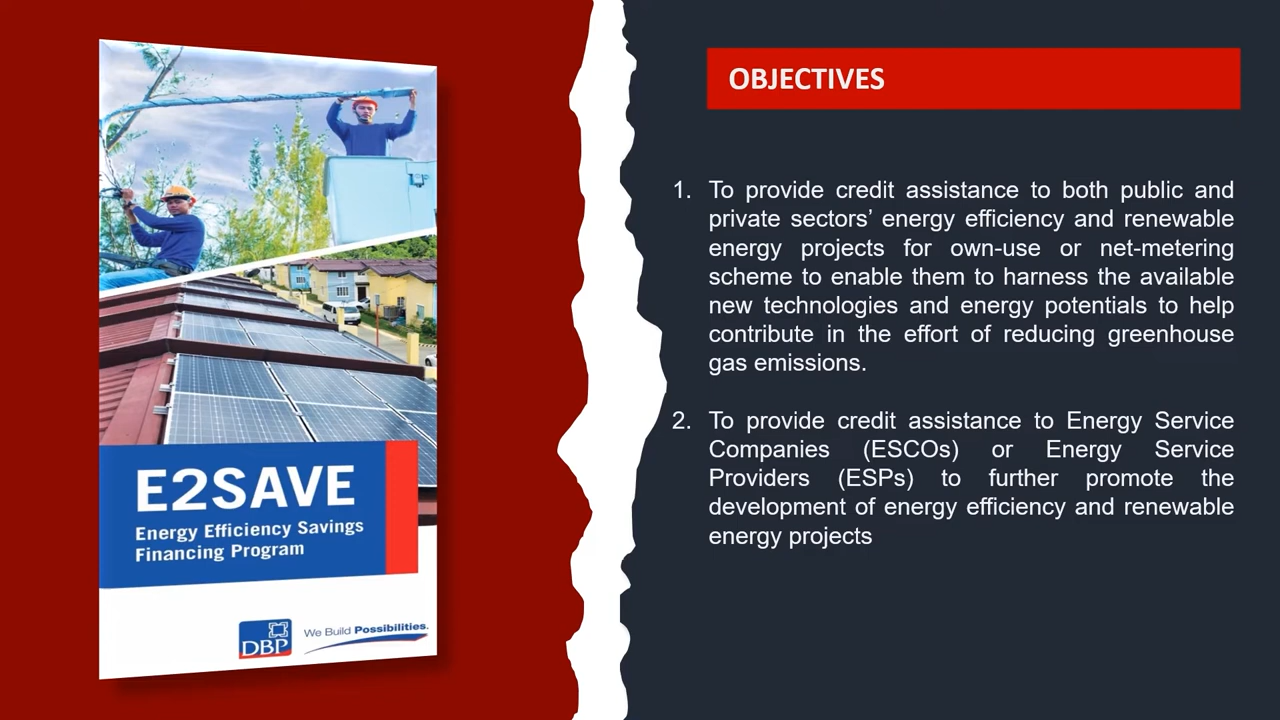 E2SAVE
Energy Efficiency Savings
Financing Program
DBP
We Build Possibilities.
OBJECTIVES
1. To provide credit assistance to both public and
private sectors’ energy efficiency and renewable
energy projects for own-use or net-metering
scheme to enable them to harness the available
new technologies and energy potentials to help
contribute in the effort of reducing greenhouse
gas emissions.
2. To provide credit assistance to Energy Service
Companies (ESCOs) or Energy Service
Providers (ESPs) to further promote the
development of energy efficiency and renewable
energy projects